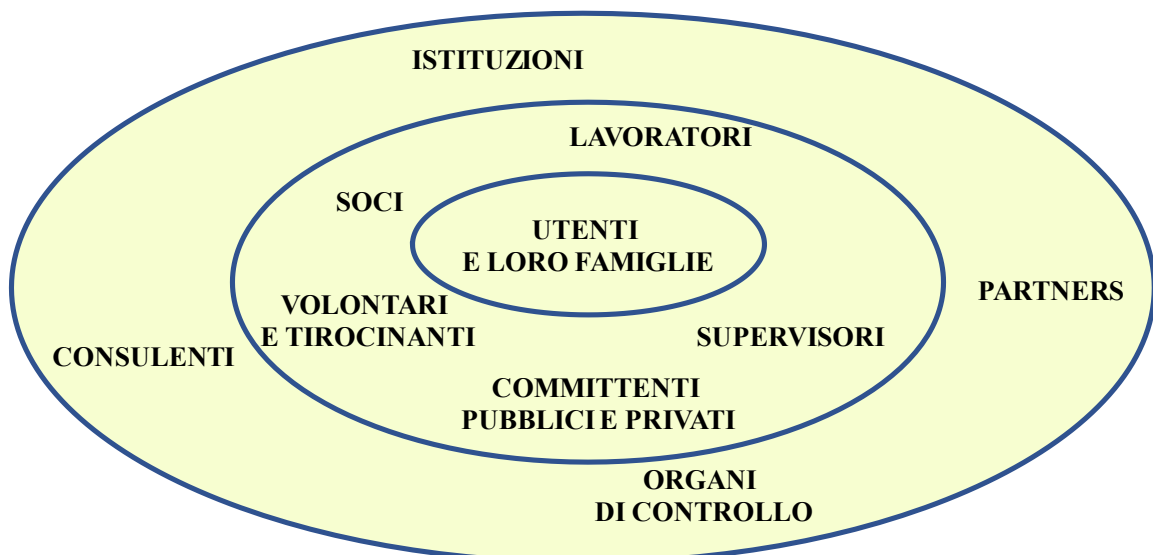 ISTITUZIONI
LAVORATORI
SOCI
UTENTI
E LORO FAMIGLIE
PARTNERS
VOLONTARI
E TIROCINANTI
SUPERVISORI
CONSULENTI
COMMITTENTI
PUBBLICI E PRIVATI
ORGANI
DI CONTROLLO